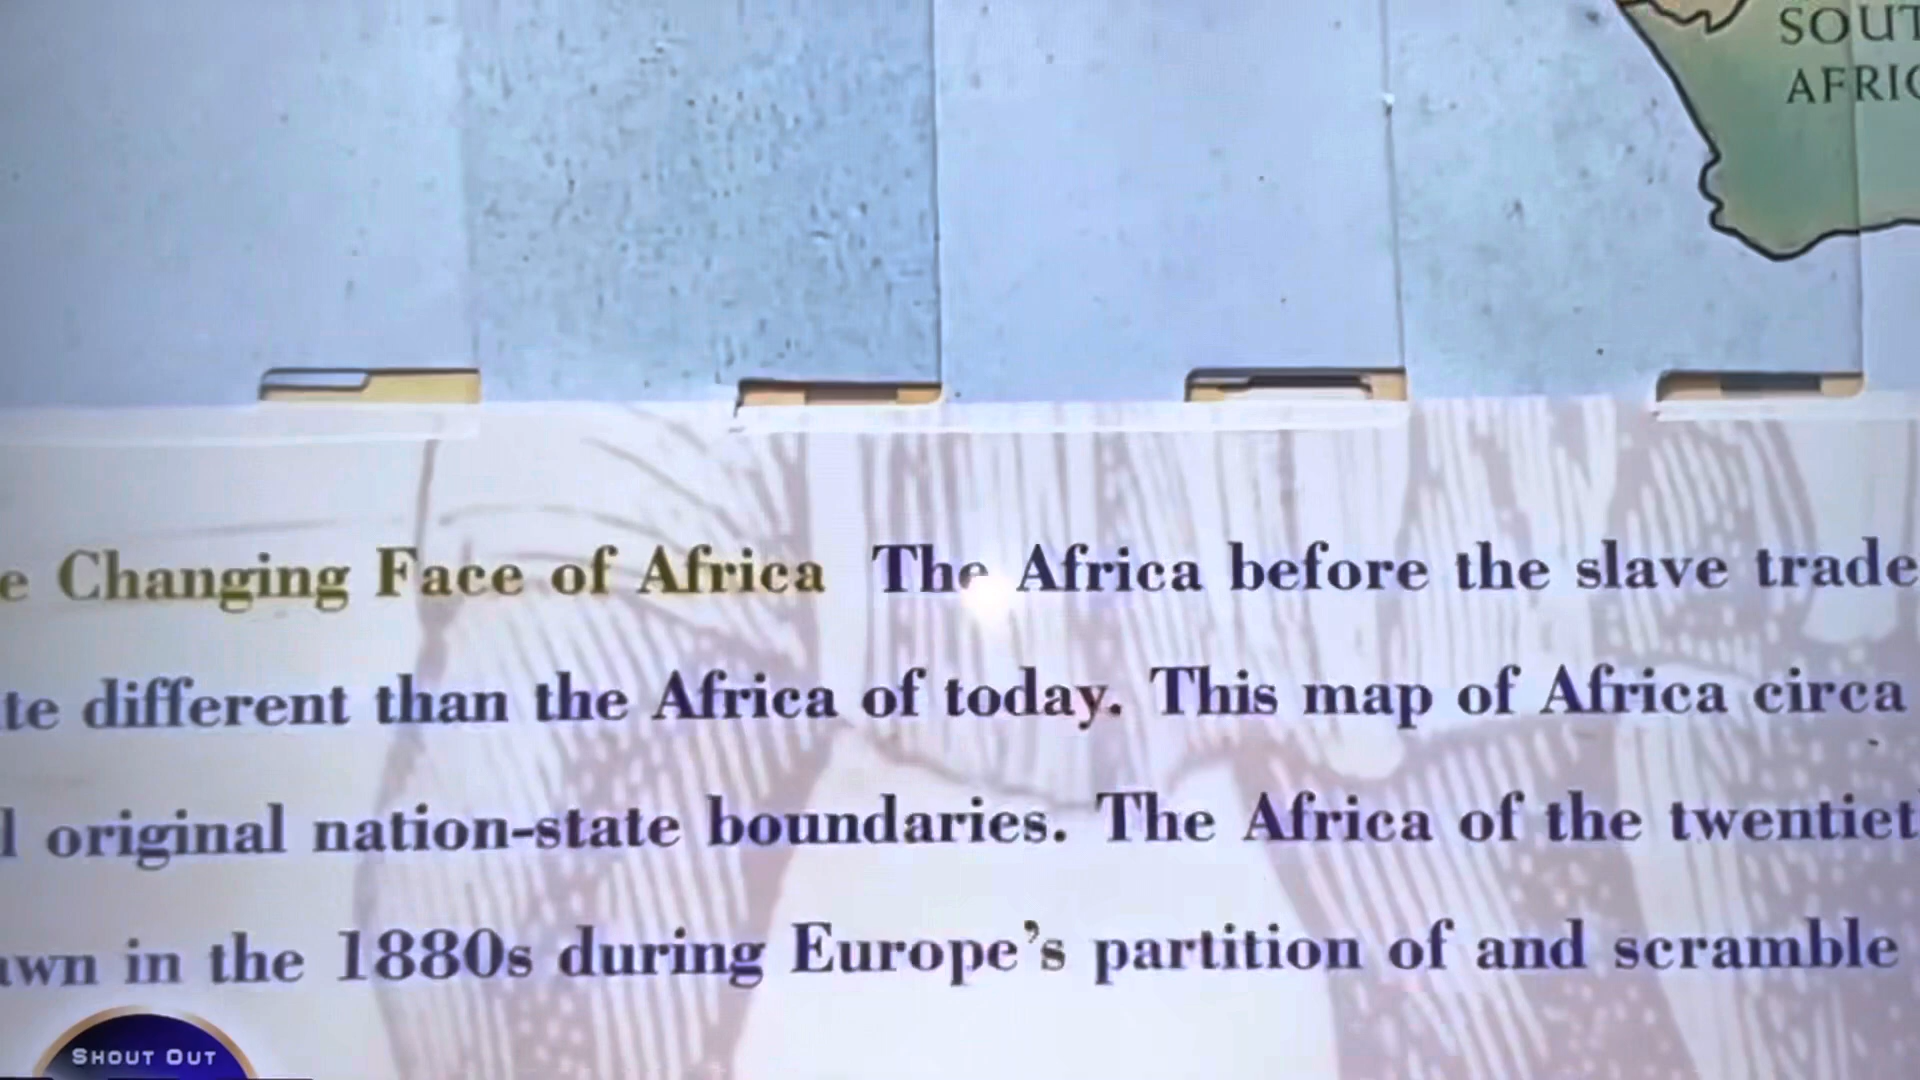 SOUT
AFRIC
e Changing Face of Africa The Africa before the slave trade
te different than the Africa of today. This map of Africa circa
l original nation-state boundaries. The Africa of the twentiet
awn in the 1880s during Europe's partition of and scramble
SHOUT OUT